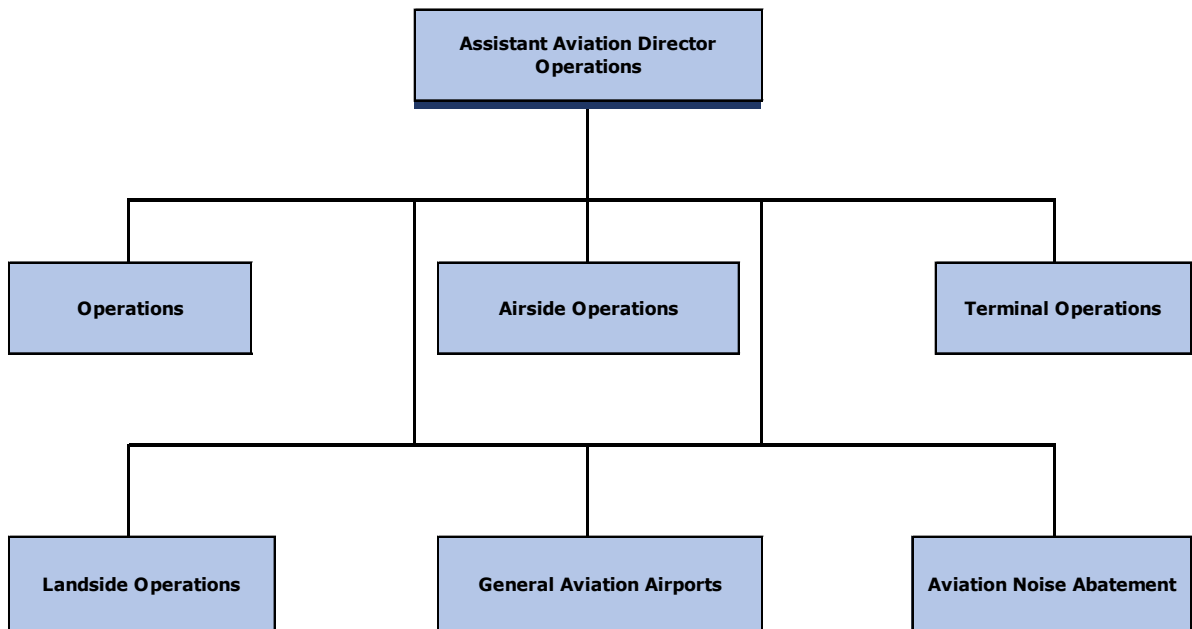 Assistant Aviation Director
Operations
Operations
Airside Operations
Terminal Operations
Landside Operations
General Aviation Airports
Aviation Noise Abatement